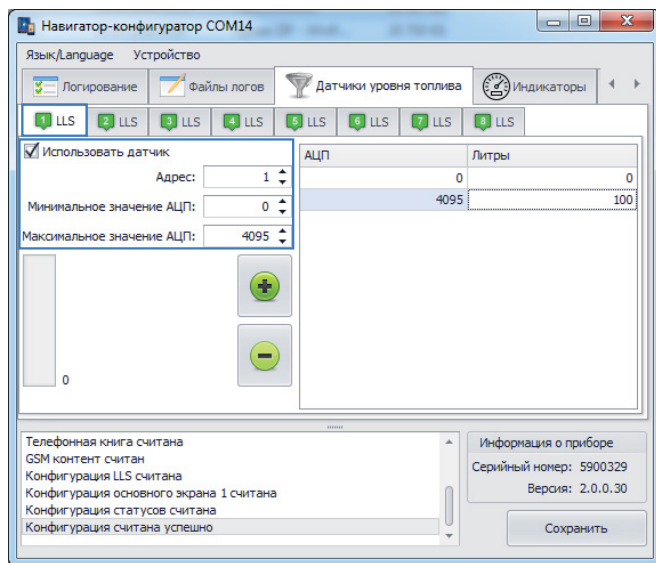 Навигатор-конфигуратор COM14
Язык/Language Устройство
Логирование Файлы логов Датчики уровня топлива Индикаторы
1 LLS 2 LLS 3 LLS 4 LLS 5 LLS 6 LLS 7 LLS 8 LLS
Использовать датчик
Адрес: 1
Минимальное значение АЦП: 0
Максимальное значение АЦП: 4095
0
АЦП Литры
0 0
4095 100
Телефонная книга считана
GSM контент считан
Конфигурация LLS считана
Конфигурация основного экрана 1 считана
Конфигурация статусов считана
Конфигурация считана успешно
Информация о приборе
Серийный номер: 5900329
Версия: 2.0.0.30
Сохранить